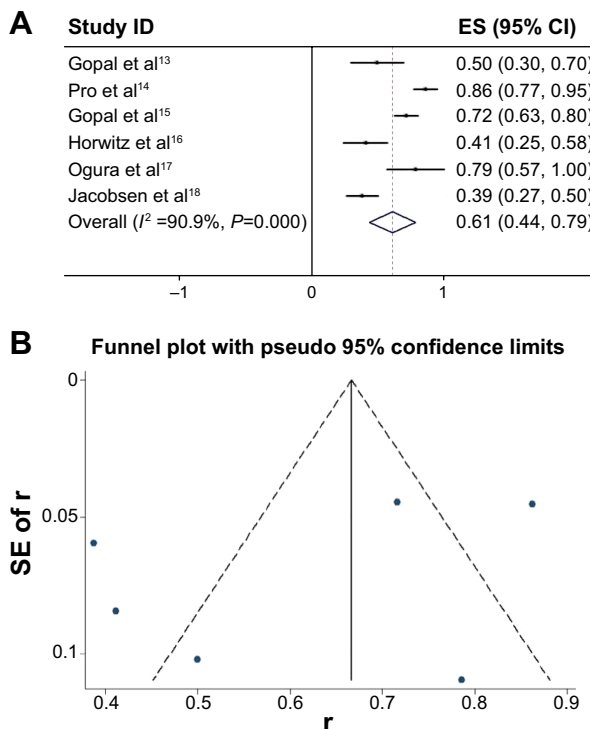 A
Study ID ES (95% CI)
Gopal et al¹³ 0.50 (0.30, 0.70)
Pro et al¹⁴ 0.86 (0.77, 0.95)
Gopal et al¹⁵ 0.72 (0.63, 0.80)
Horwitz et al¹⁶ 0.41 (0.25, 0.58)
Ogura et al¹⁷ 0.79 (0.57, 1.00)
Jacobsen et al¹⁸ 0.39 (0.27, 0.50)
Overall (I² =90.9%, P=0.000) 0.61 (0.44, 0.79)
−1 0 1
B
Funnel plot with pseudo 95% confidence limits
0
0.05
0.1
SE of r
0.4 0.5 0.6 0.7 0.8 0.9
r